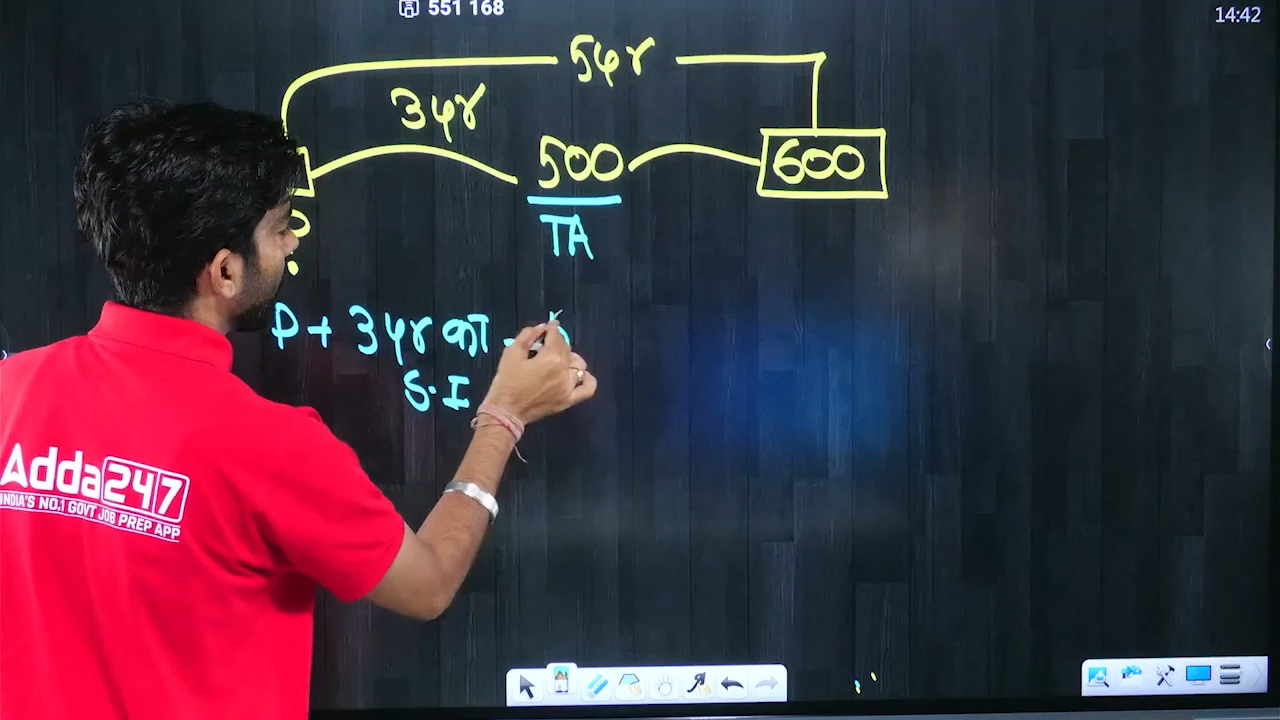 551 168
14:42
5yr
3yr
500
600
TA
P + 3yr का
S.I
Adda247
INDIA'S NO.1 GOVT JOB PREP APP